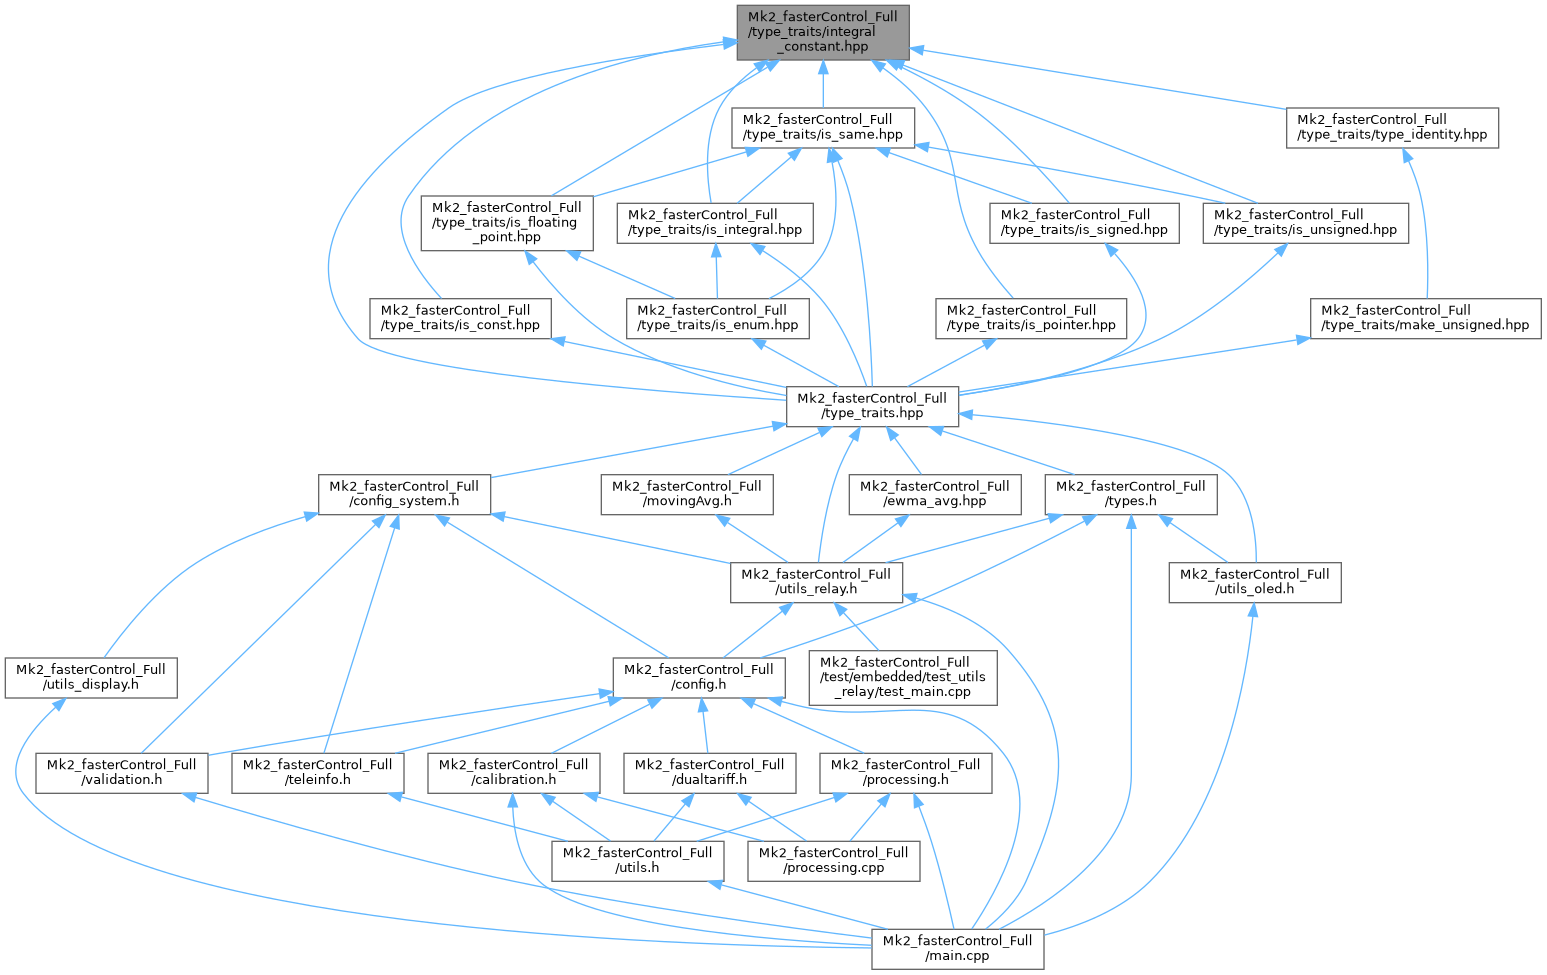 Mk2_fasterControl_Full
/type_traits/integral
_constant.hpp
Mk2_fasterControl_Full
/type_traits/is_same.hpp
Mk2_fasterControl_Full
/type_traits/type_identity.hpp
Mk2_fasterControl_Full
/type_traits/is_floating
_point.hpp
Mk2_fasterControl_Full
/type_traits/is_integral.hpp
Mk2_fasterControl_Full
/type_traits/is_signed.hpp
Mk2_fasterControl_Full
/type_traits/is_unsigned.hpp
Mk2_fasterControl_Full
/type_traits/is_const.hpp
Mk2_fasterControl_Full
/type_traits/is_enum.hpp
Mk2_fasterControl_Full
/type_traits/is_pointer.hpp
Mk2_fasterControl_Full
/type_traits/make_unsigned.hpp
Mk2_fasterControl_Full
/type_traits.hpp
Mk2_fasterControl_Full
/config_system.h
Mk2_fasterControl_Full
/movingAvg.h
Mk2_fasterControl_Full
/ewma_avg.hpp
Mk2_fasterControl_Full
/types.h
Mk2_fasterControl_Full
/utils_relay.h
Mk2_fasterControl_Full
/utils_oled.h
Mk2_fasterControl_Full
/utils_display.h
Mk2_fasterControl_Full
/config.h
Mk2_fasterControl_Full
/test/embedded/test_utils
_relay/test_main.cpp
Mk2_fasterControl_Full
/validation.h
Mk2_fasterControl_Full
/teleinfo.h
Mk2_fasterControl_Full
/calibration.h
Mk2_fasterControl_Full
/dualtariff.h
Mk2_fasterControl_Full
/processing.h
Mk2_fasterControl_Full
/utils.h
Mk2_fasterControl_Full
/processing.cpp
Mk2_fasterControl_Full
/main.cpp